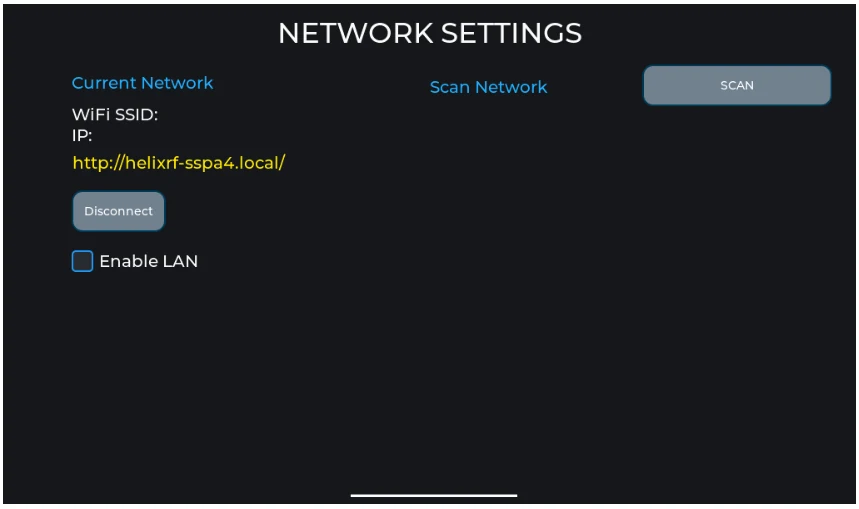 NETWORK SETTINGS
Current Network
WiFi SSID:
IP:
http://helixrf-sspa4.local/
Disconnect
Enable LAN
Scan Network
SCAN